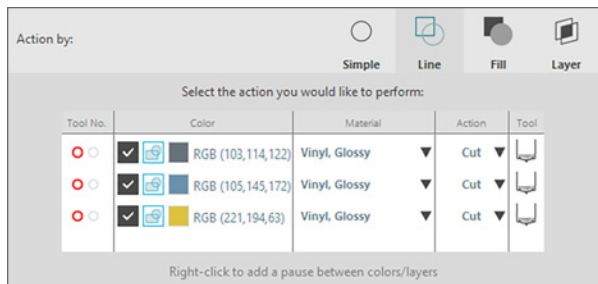 Action by:
Simple Line Fill Layer
Select the action you would like to perform:
Tool No. Color Material Action Tool
RGB (103,114,122) Vinyl, Glossy Cut
RGB (105,145,172) Vinyl, Glossy Cut
RGB (221,194,63) Vinyl, Glossy Cut
Right-click to add a pause between colors/layers